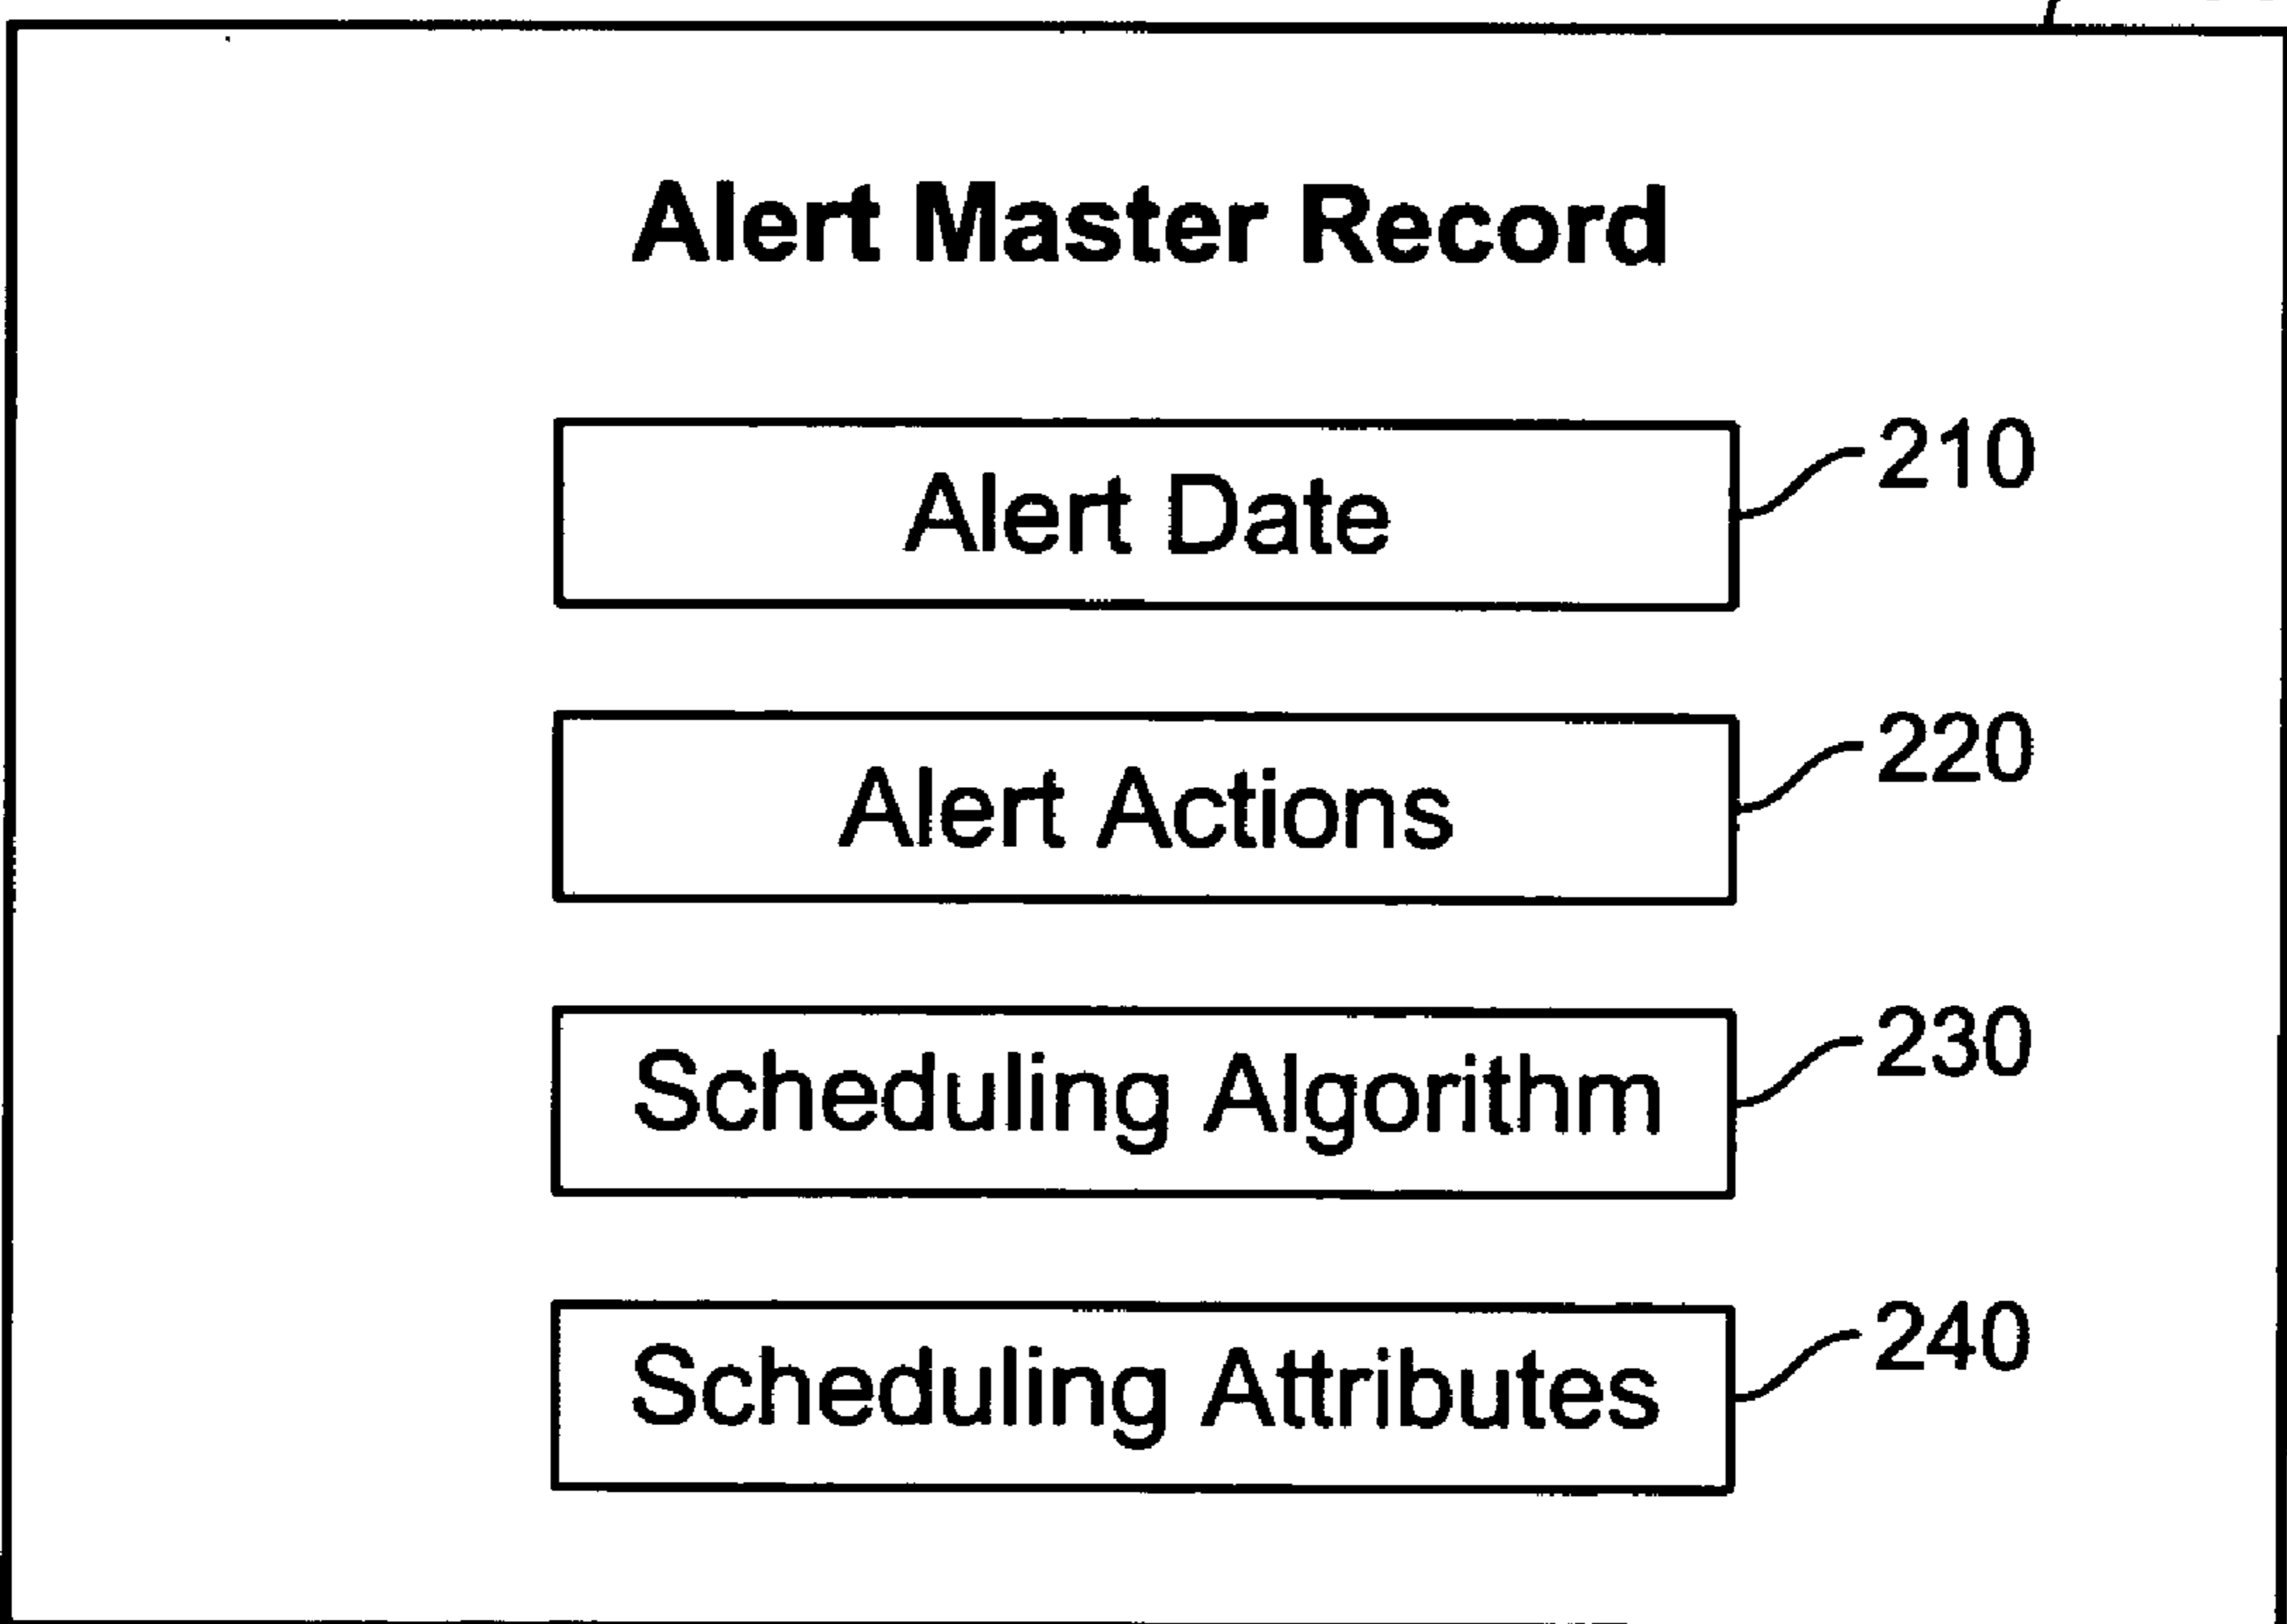 Alert Master Record
Alert Date 210
Alert Actions 220
Scheduling Algorithm 230
Scheduling Attributes 240